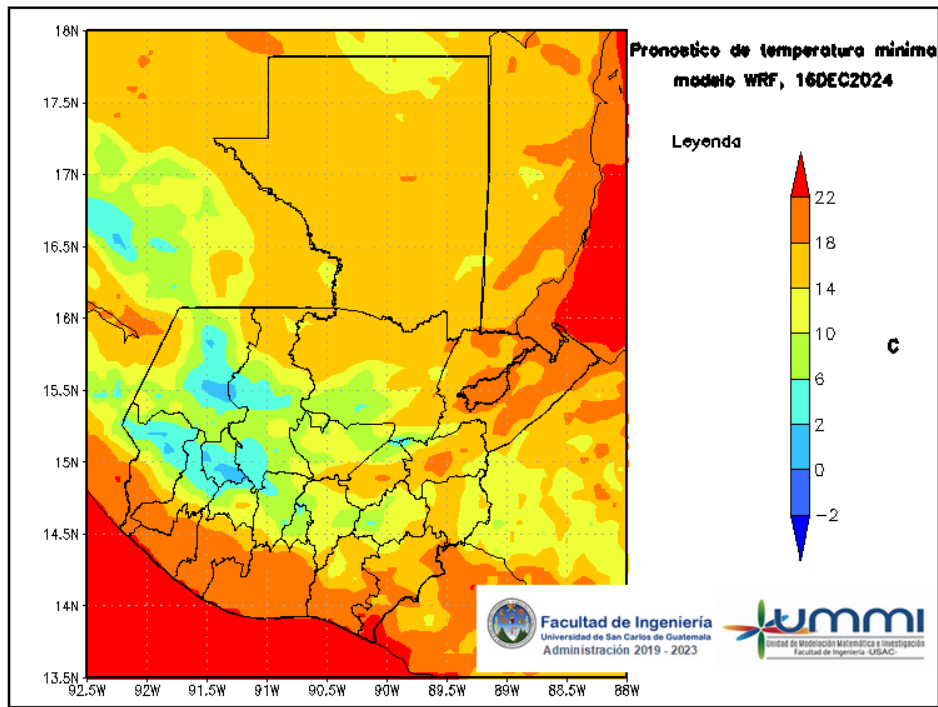 Pronostico de temperatura minima
modelo WRF, 16DEC2024
Leyenda
22
18
14
10
6
2
0
−2
C
18N
17.5N
17N
16.5N
16N
15.5N
15N
14.5N
14N
13.5N
92.5W
92W
91.5W
91W
90.5W
90W
89.5W
89W
88.5W
88W
Facultad de Ingeniería
Universidad de San Carlos de Guatemala
Administración 2019 - 2023
ummi
Unidad de Modelación Matemática e Investigación
Facultad de Ingeniería -USAC-